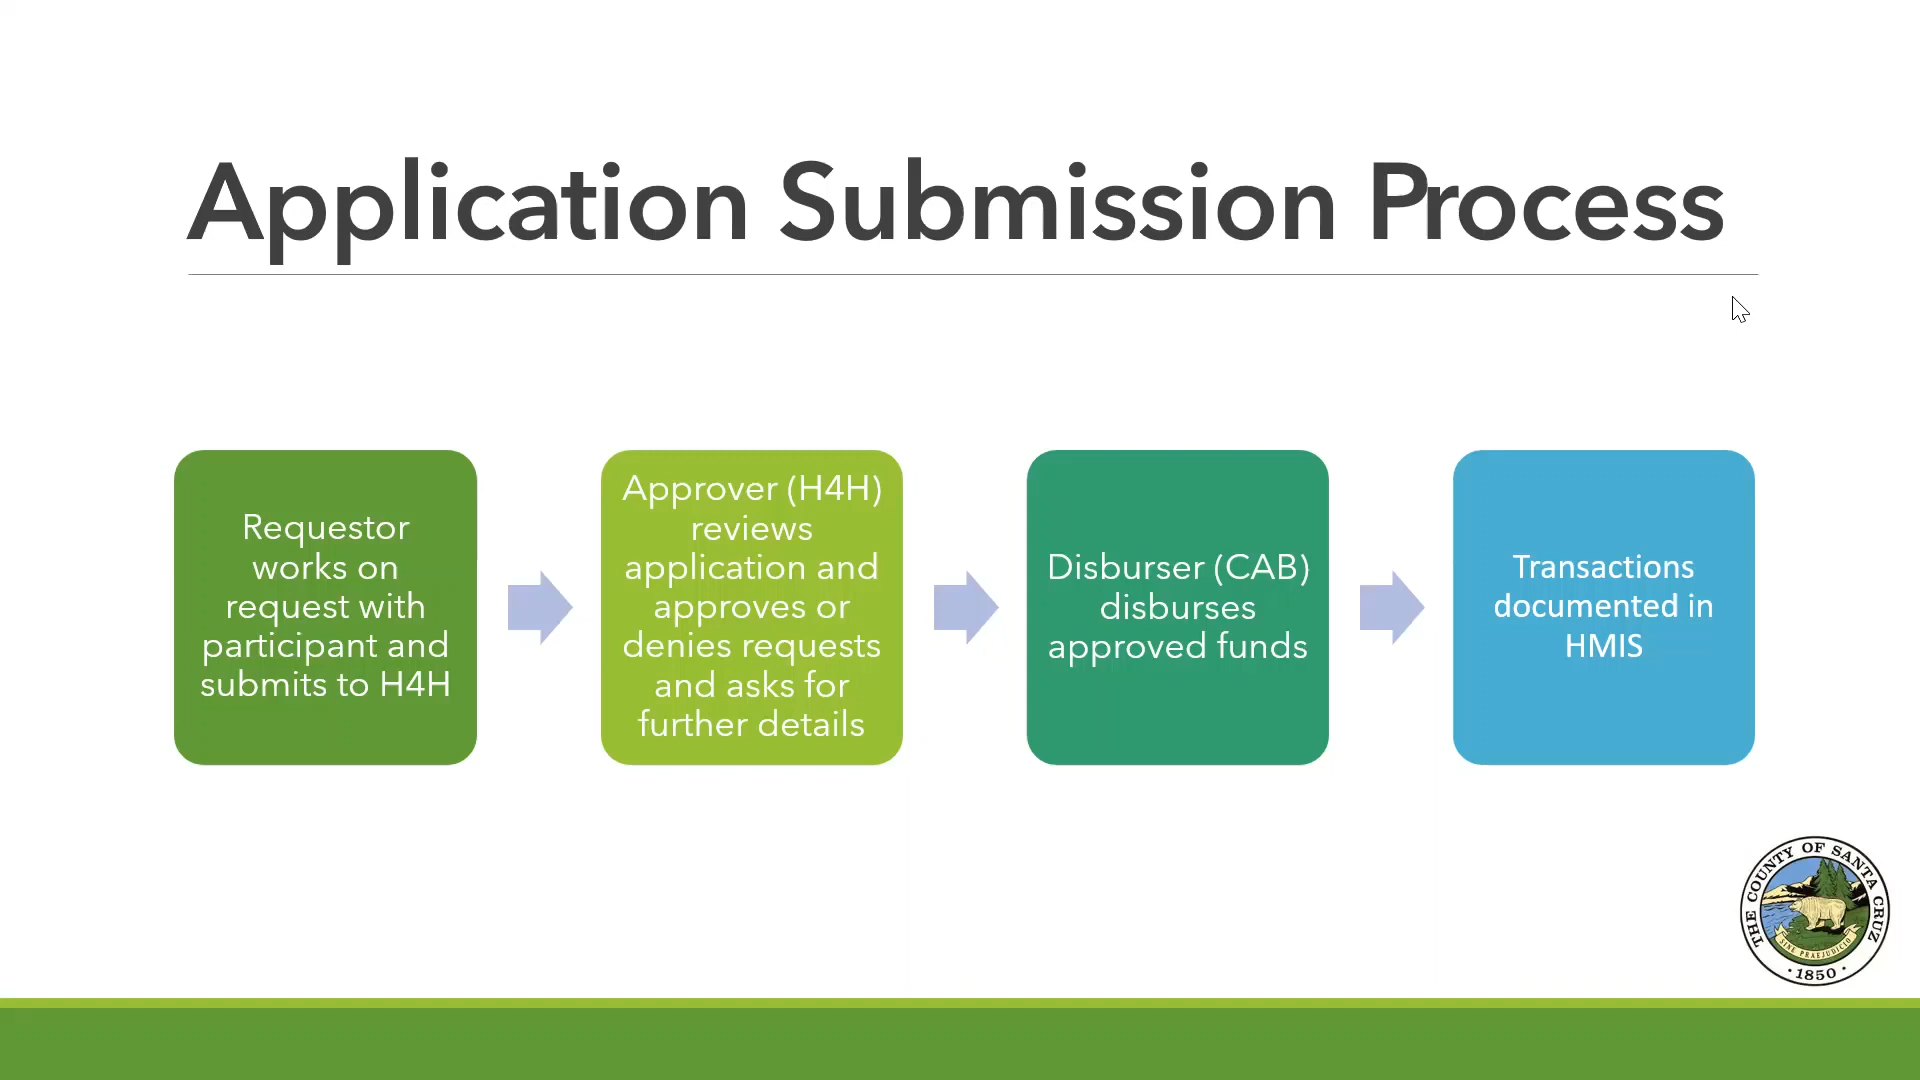 Application Submission Process
Requestor
works on
request with
participant and
submits to H4H
Approver (H4H)
reviews
application and
approves or
denies requests
and asks for
further details
Disburser (CAB)
disburses
approved funds
Transactions
documented in
HMIS
THE COUNTY OF SANTA CRUZ
SINE PRAEJUDICIO
· 1850 ·